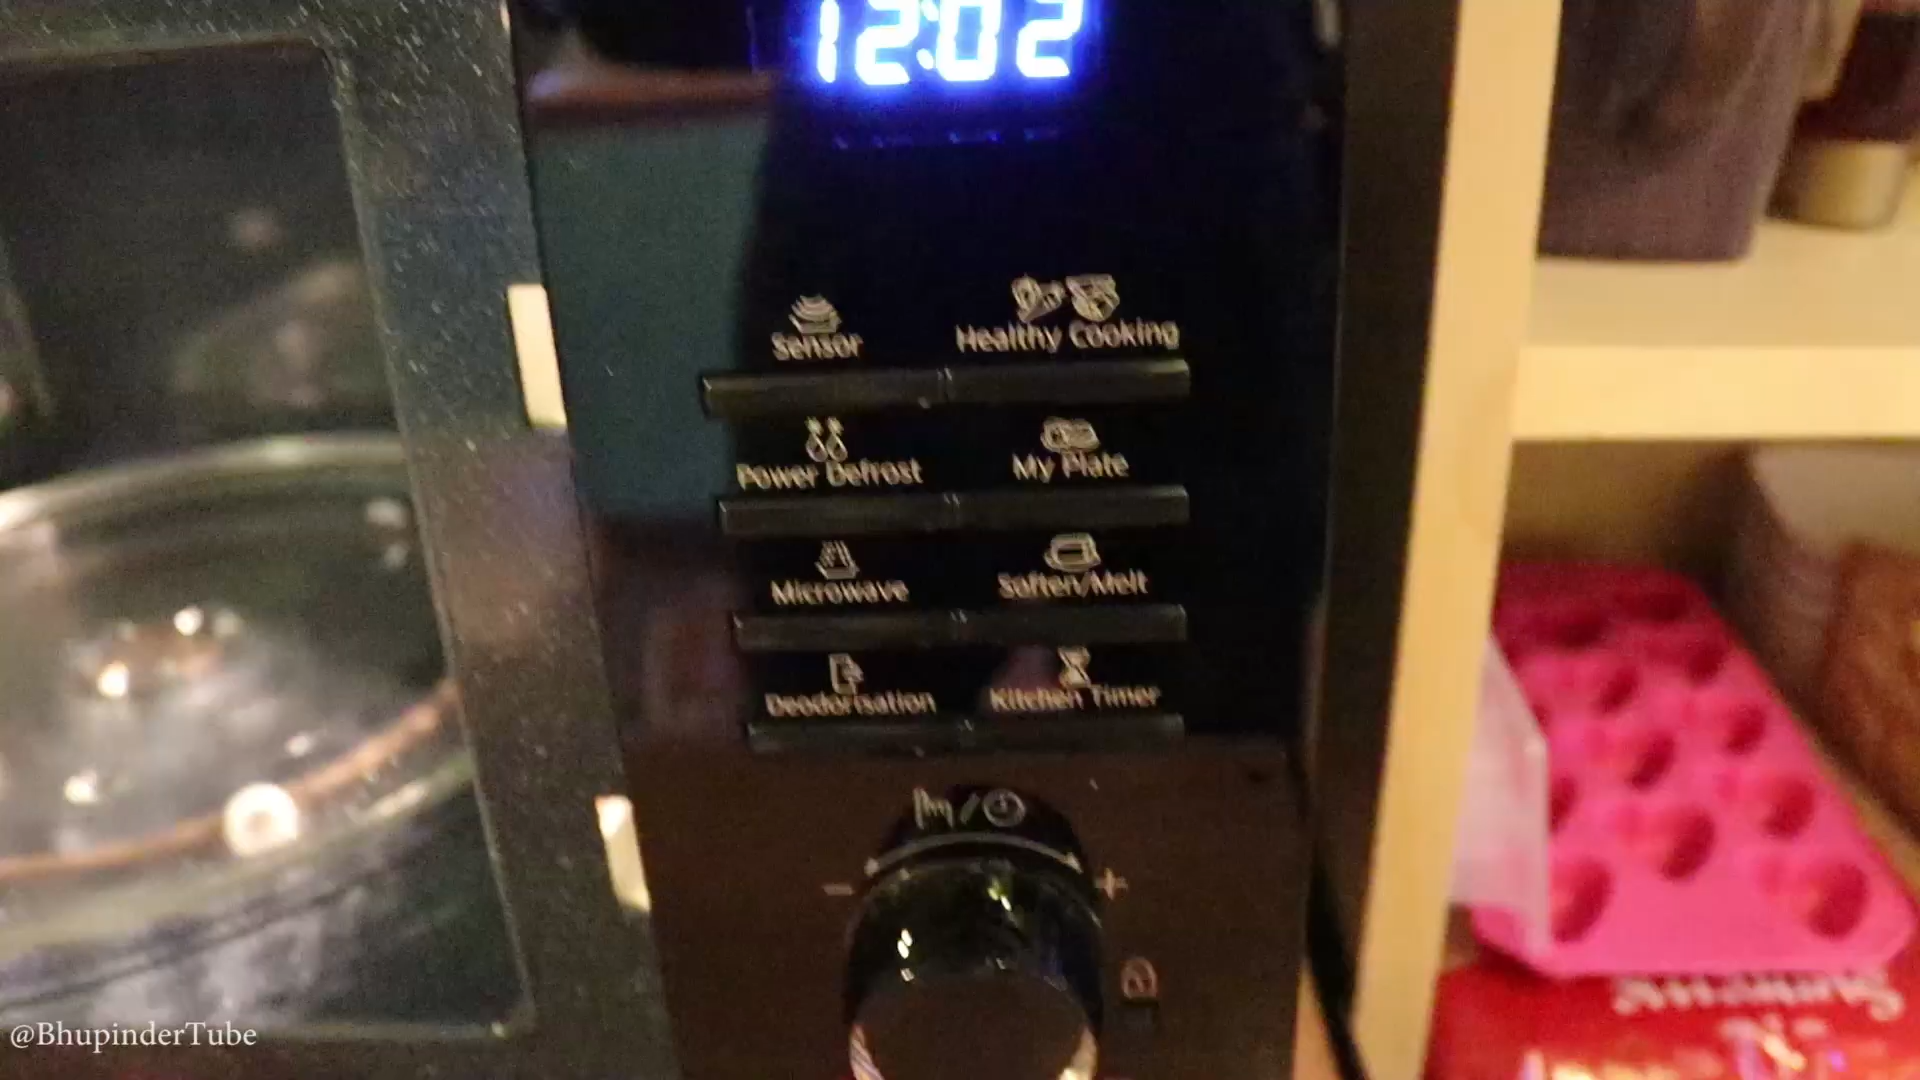 12:02
Sensor Healthy Cooking
Power Defrost My Plate
Microwave Soften/Melt
Deodorisation Kitchen Timer
- +
@BhupinderTube